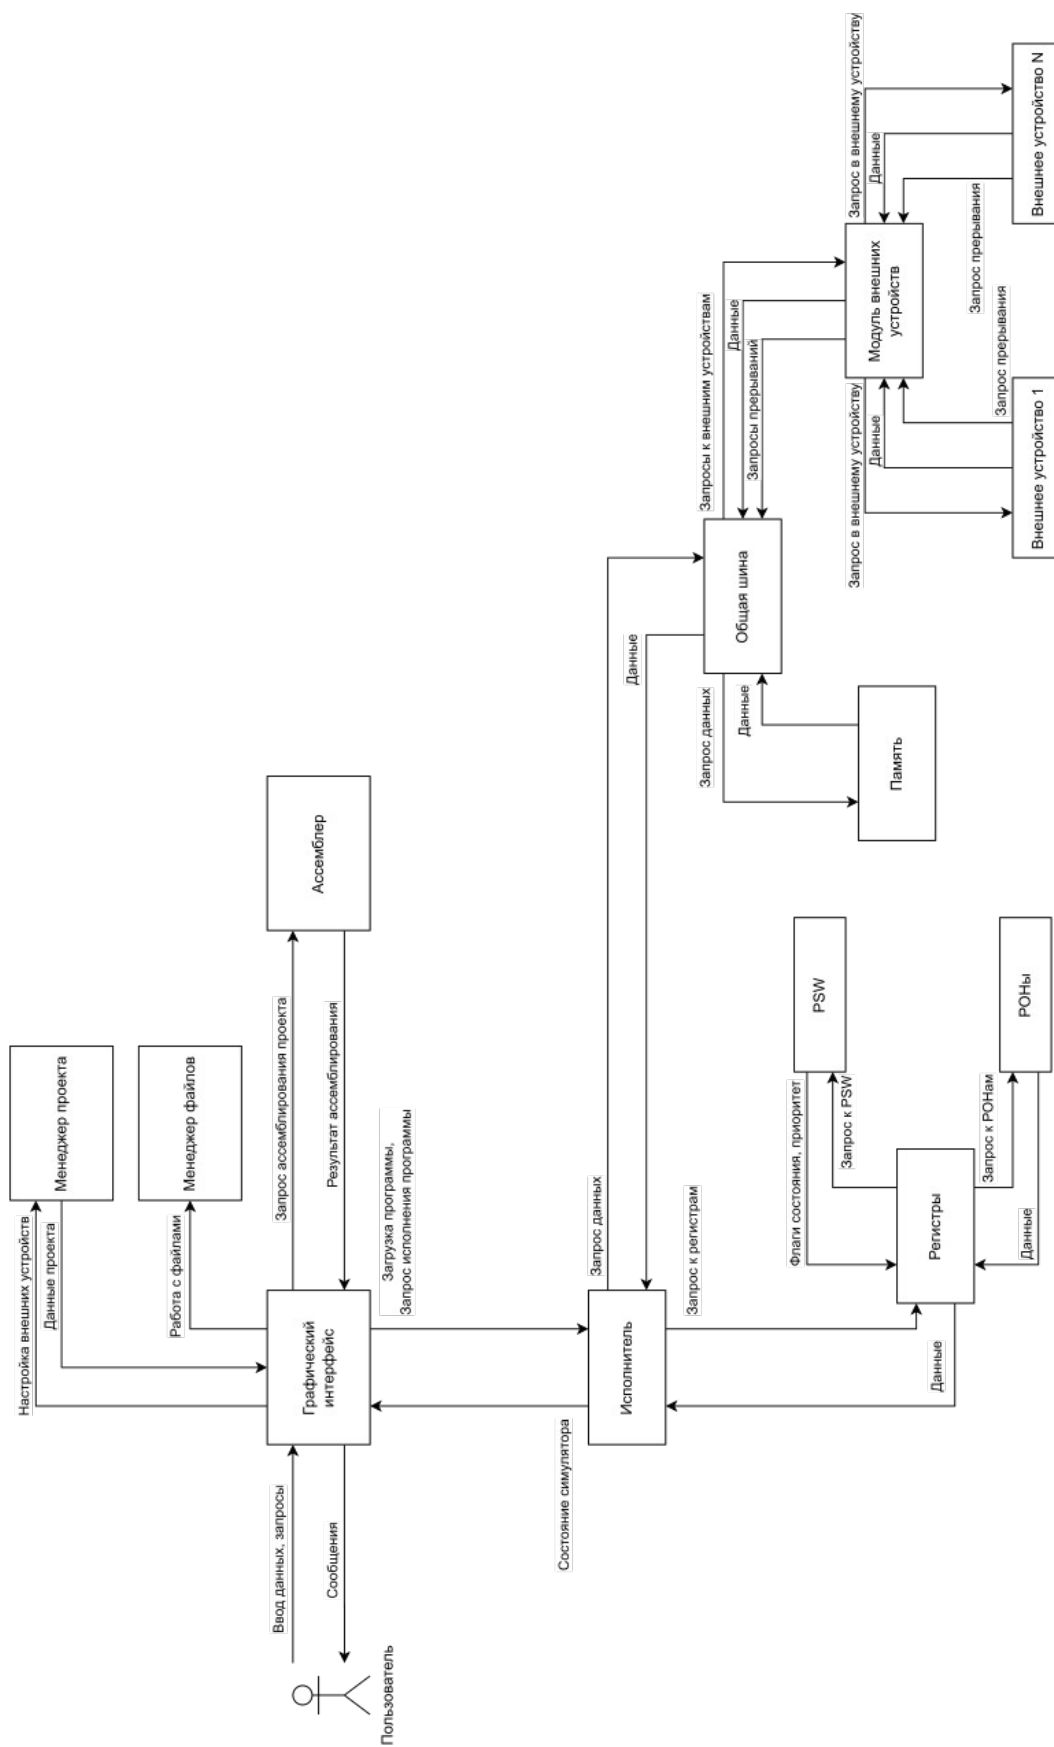 Пользователь
Ввод данных, запросы
Сообщения
Настройка внешних устройств
Данные проекта
Менеджер проекта
Работа с файлами
Менеджер файлов
Графический
интерфейс
Запрос ассемблирования проекта
Результат ассемблирования
Ассемблер
Загрузка программы,
Запрос исполнения программы
Состояние симулятора
Исполнитель
Запрос данных
Данные
Запрос к регистрам
Данные
Регистры
Флаги состояния, приоритет
Запрос к PSW
PSW
Запрос к РОНам
Данные
РОНы
Общая шина
Запрос данных
Данные
Память
Запросы к внешним устройствам
Данные
Запросы прерываний
Модуль внешних
устройств
Запрос в внешнему устройству
Данные
Запрос прерывания
Внешнее устройство 1
Запрос в внешнему устройству
Данные
Запрос прерывания
Внешнее устройство N